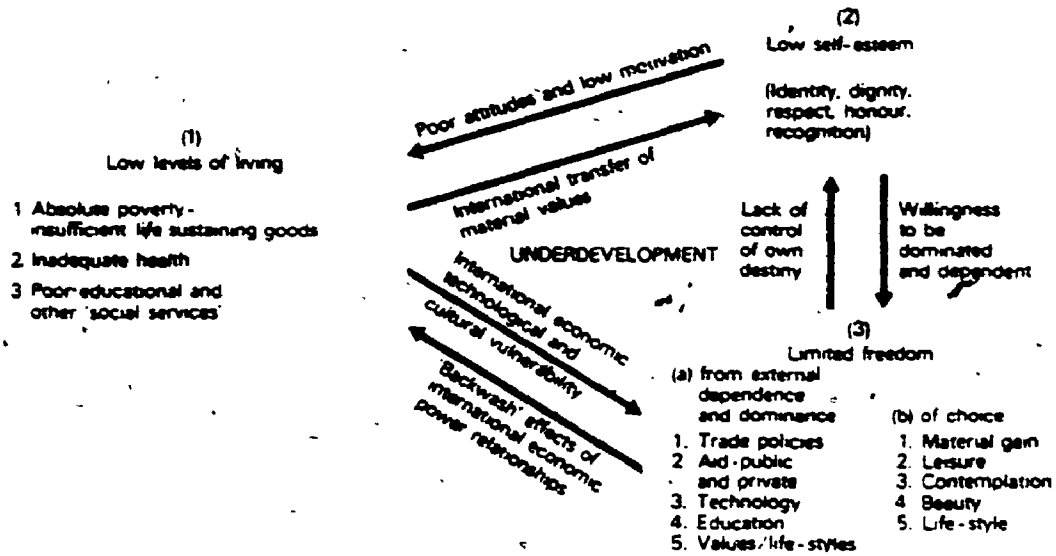 (1)
Low levels of living
1 Absolute poverty-
insufficient life sustaining goods
2 Inadequate health
3 Poor educational and
other 'social services'
Poor attitudes and low motivation
International transfer of
material values
(2)
Low self-esteem
(Identity, dignity,
respect, honour,
recognition)
UNDERDEVELOPMENT
Lack of
control
of own
destiny
Willingness
to be
dominated
and dependent
International economic
technological and
cultural vulnerability
'Backwash' effects of
international economic
power relationships
(3)
Limited freedom
(a) from external
dependence
and dominance
1. Trade policies
2 Aid-public
and private
3. Technology
4. Education
5. Values/life-styles
(b) of choice
1. Material gain
2. Leisure
3. Contemplation
4 Beauty
5. Life-style